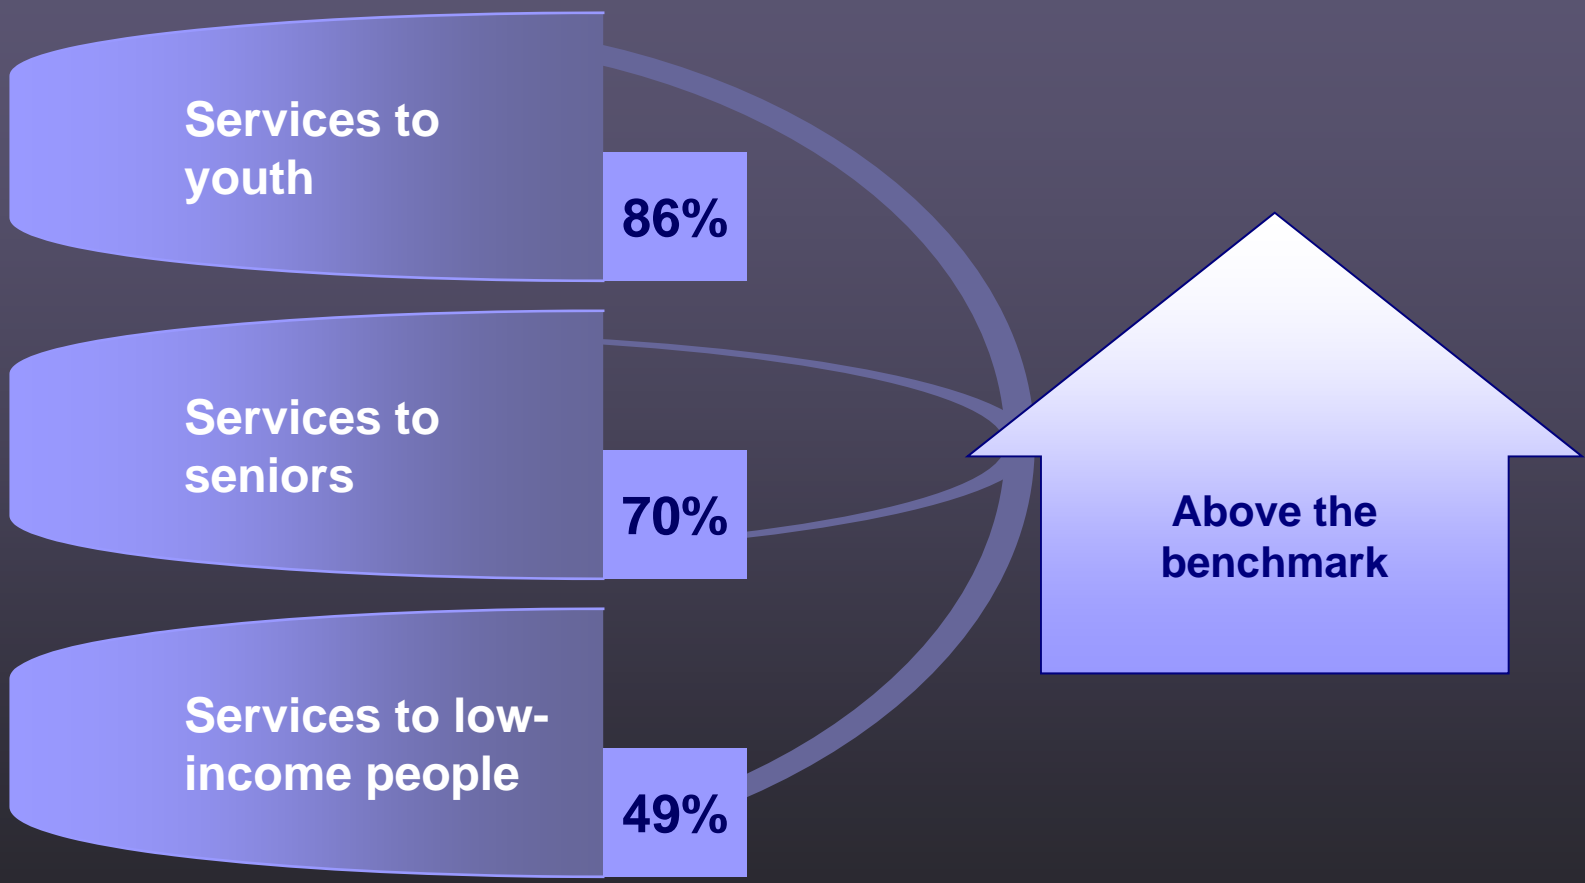 Services to
youth
86%
Services to
seniors
70%
Services to low-
income people
49%
Above the
benchmark